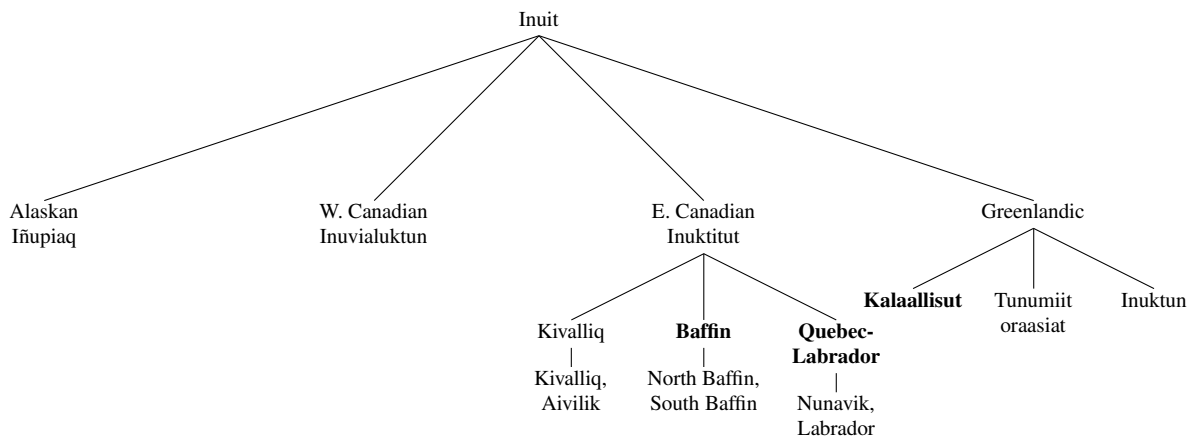 Inuit
Alaskan
Iñupiaq
W. Canadian
Inuvialuktun
E. Canadian
Inuktitut
Greenlandic
Kalaallisut
Tunumiit
oraasiat
Inuktun
Kivalliq
Baffin
Quebec-
Labrador
Kivalliq,
Aivilik
North Baffin,
South Baffin
Nunavik,
Labrador